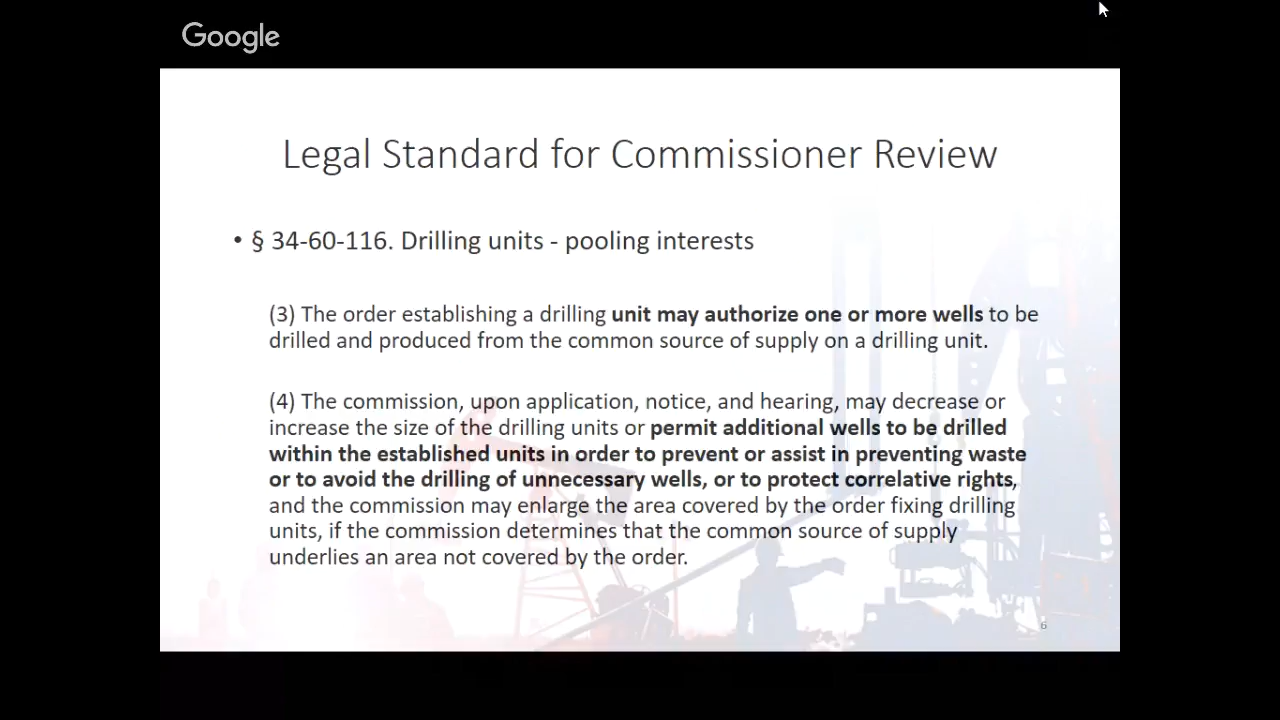 Google
Legal Standard for Commissioner Review
• § 34-60-116. Drilling units - pooling interests
(3) The order establishing a drilling unit may authorize one or more wells to be
drilled and produced from the common source of supply on a drilling unit.
(4) The commission, upon application, notice, and hearing, may decrease or
increase the size of the drilling units or permit additional wells to be drilled
within the established units in order to prevent or assist in preventing waste
or to avoid the drilling of unnecessary wells, or to protect correlative rights,
and the commission may enlarge the area covered by the order fixing drilling
units, if the commission determines that the common source of supply
underlies an area not covered by the order.
6